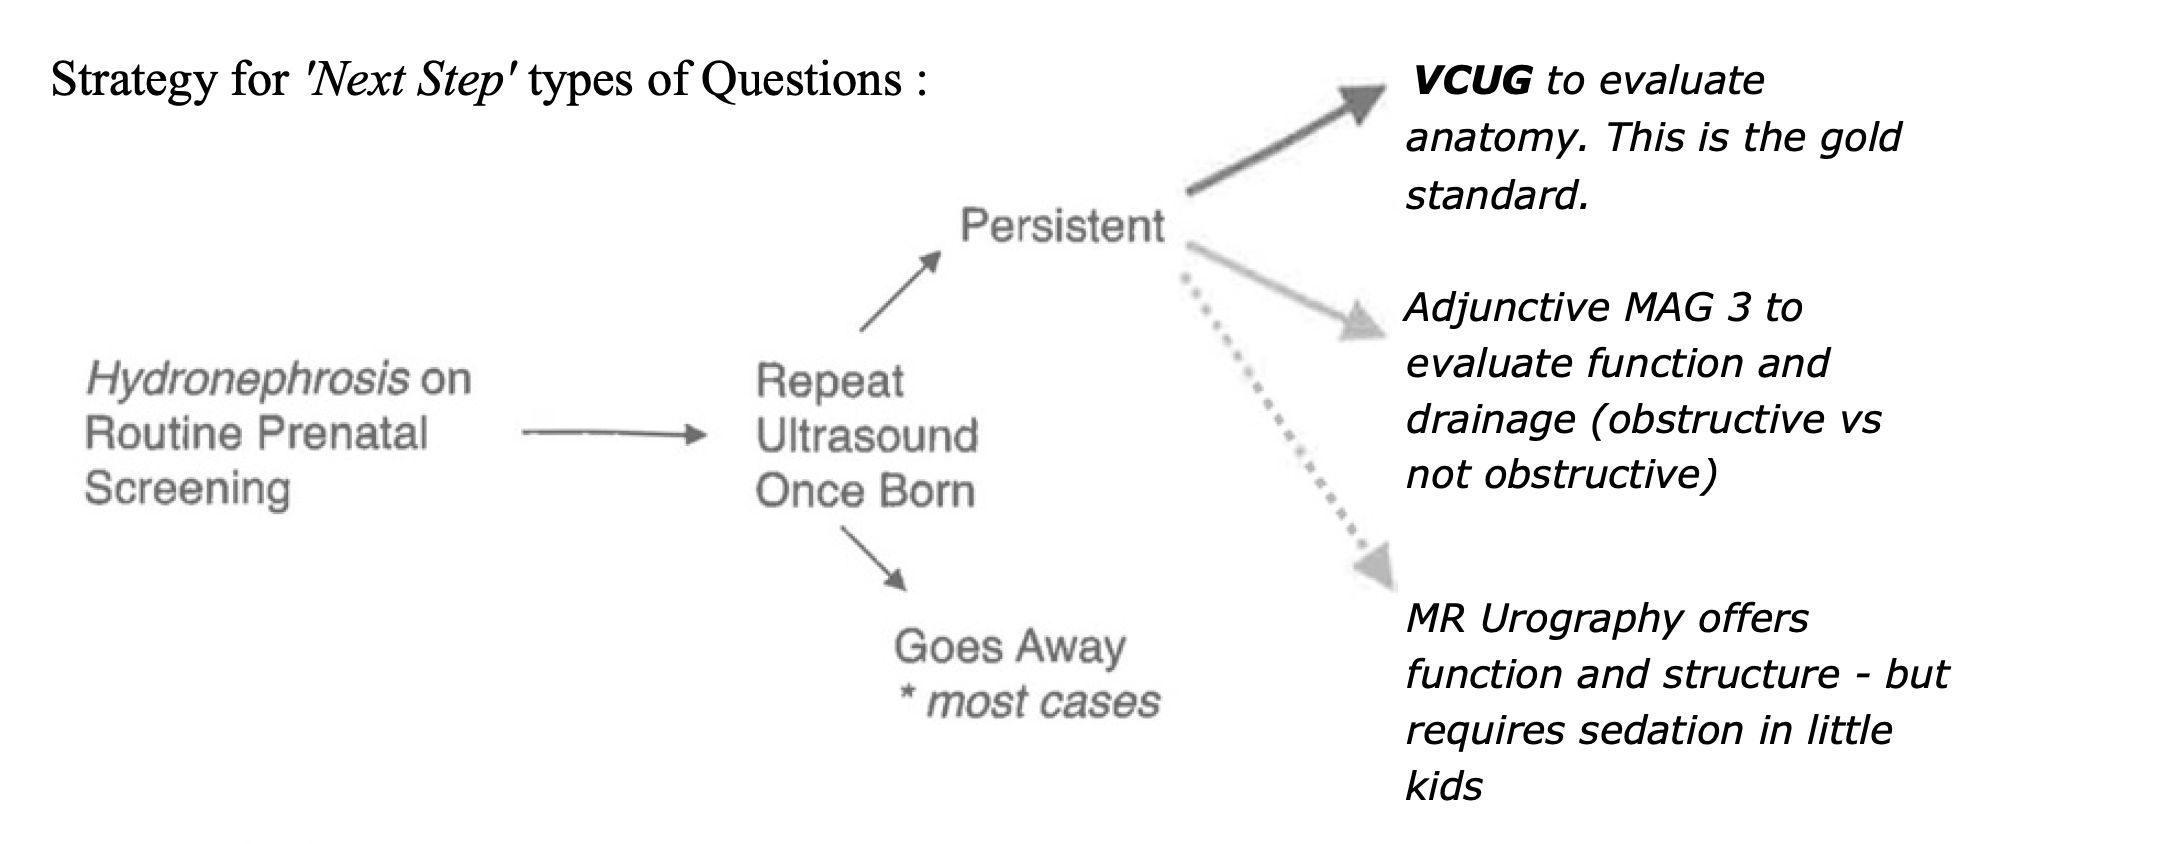 Strategy for 'Next Step' types of Questions :
Hydronephrosis on
Routine Prenatal
Screening
Repeat
Ultrasound
Once Born
Persistent
Goes Away
* most cases
VCUG to evaluate
anatomy. This is the gold
standard.
Adjunctive MAG 3 to
evaluate function and
drainage (obstructive vs
not obstructive)
MR Urography offers
function and structure - but
requires sedation in little
kids